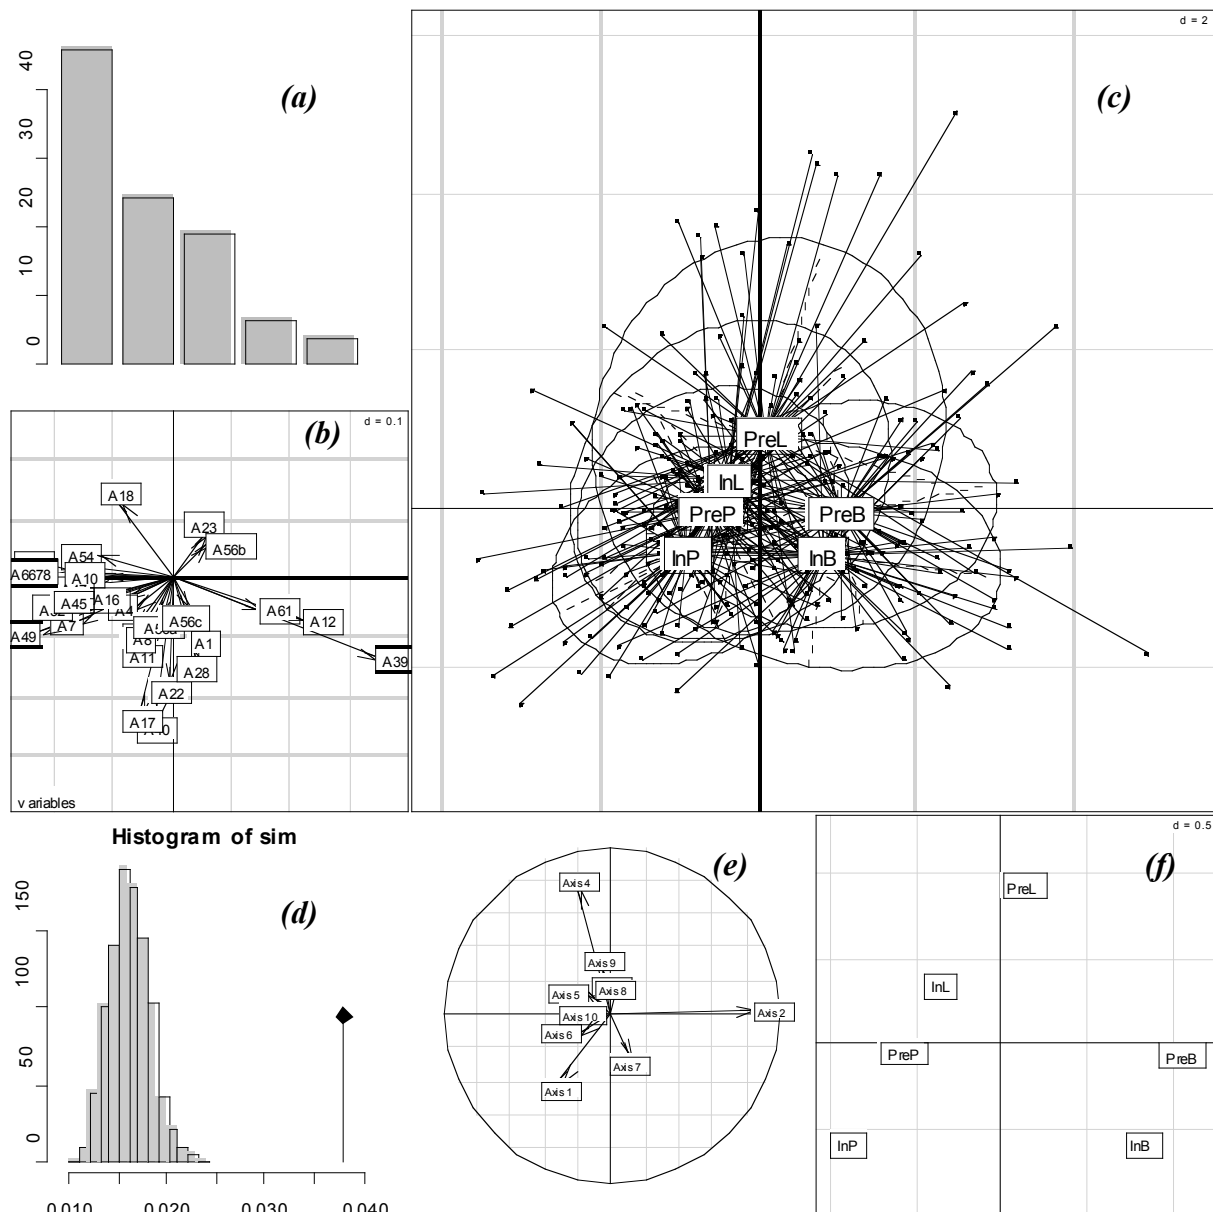 (a)
40
30
20
10
0
(b)
d = 0.1
A18
A23
A56b
A54
A6678
A10
A45
A16
A7
A49
A56c
A61
A12
A39
A1
A8
A11
A28
A22
A17
variables
(c)
d = 2
PreL
InL
PreP
PreB
InP
InB
Histogram of sim
(d)
150
100
50
0
0.010 0.020 0.030 0.040
(e)
Axis 4
Axis 9
Axis 8
Axis 5
Axis 10
Axis 2
Axis 6
Axis 7
Axis 1
(f)
d = 0.5
PreL
InL
PreP
PreB
InP
InB